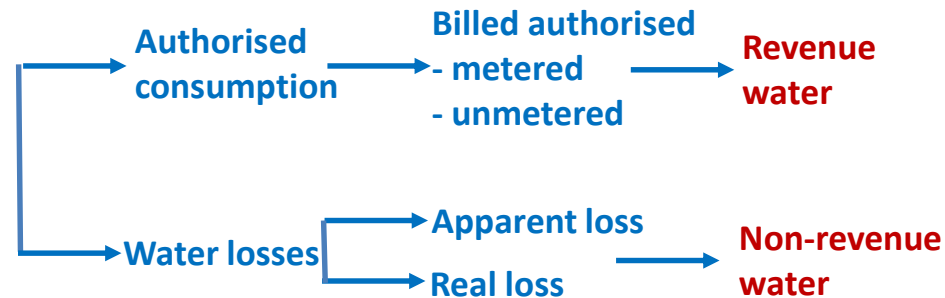 Authorised
consumption
Billed authorised
- metered
- unmetered
Revenue
water
Water losses
Apparent loss
Real loss
Non-revenue
water